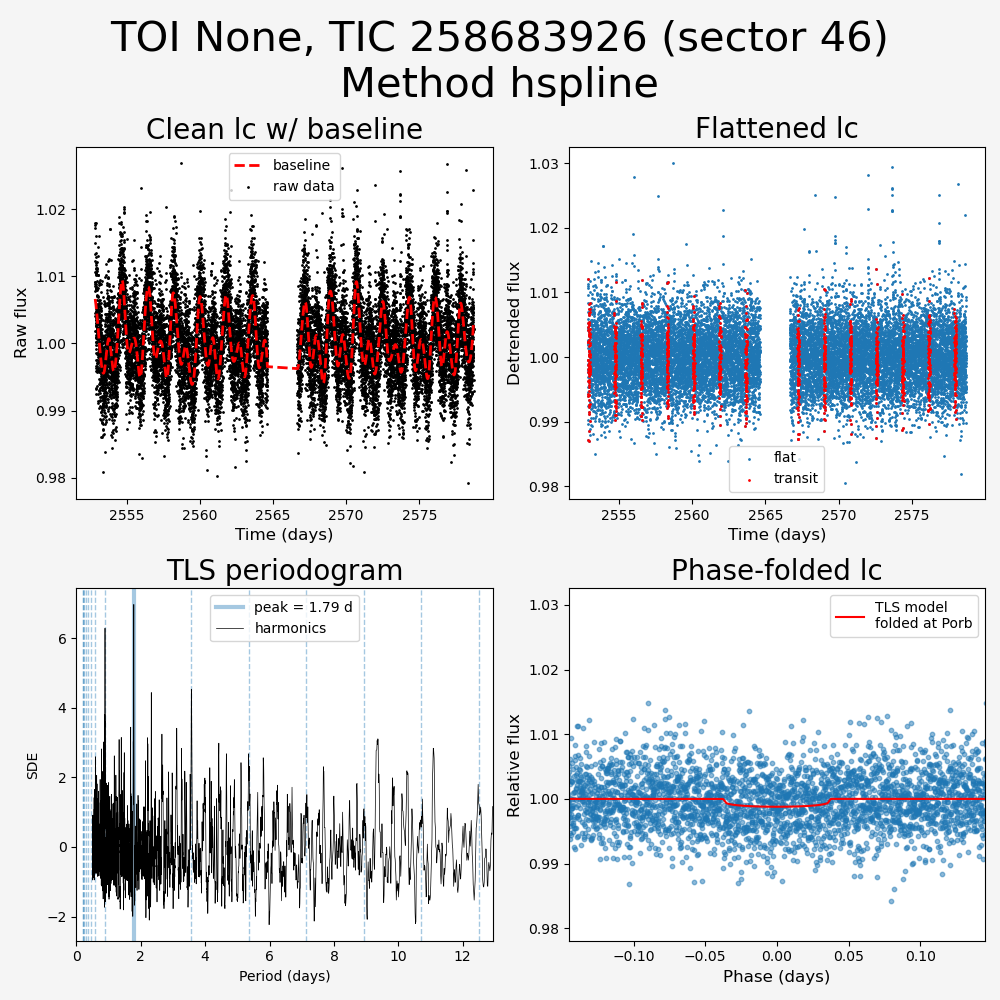 TOI None, TIC 258683926 (sector 46)
Method hspline
Clean lc w/ baseline
baseline
raw data
1.02
1.01
1.00
0.99
0.98
Raw flux
2555
2560
2565
2570
2575
Time (days)
Flattened lc
1.03
1.02
1.01
1.00
0.99
0.98
Detrended flux
flat
transit
2555
2560
2565
2570
2575
Time (days)
TLS periodogram
peak = 1.79 d
harmonics
6
4
2
0
−2
SDE
0
2
4
6
8
10
12
Period (days)
Phase-folded lc
TLS model
folded at Porb
1.03
1.02
1.01
1.00
0.99
0.98
Relative flux
−0.10
−0.05
0.00
0.05
0.10
Phase (days)